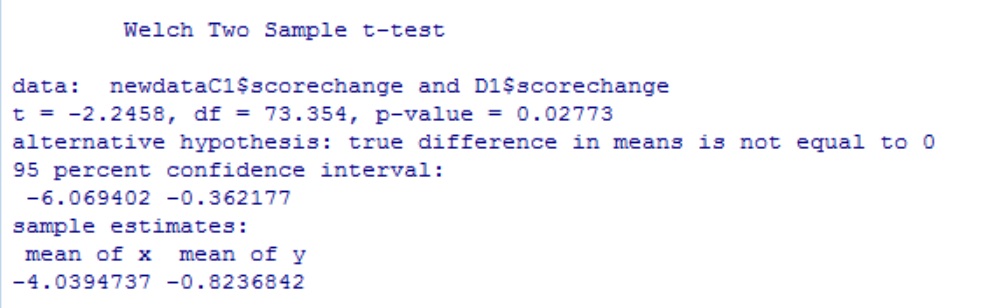 Welch Two Sample t-test
data:  newdataC1$scorechange and D1$scorechange
t = -2.2458, df = 73.354, p-value = 0.02773
alternative hypothesis: true difference in means is not equal to 0
95 percent confidence interval:
-6.069402 -0.362177
sample estimates:
mean of x  mean of y
-4.0394737 -0.8236842